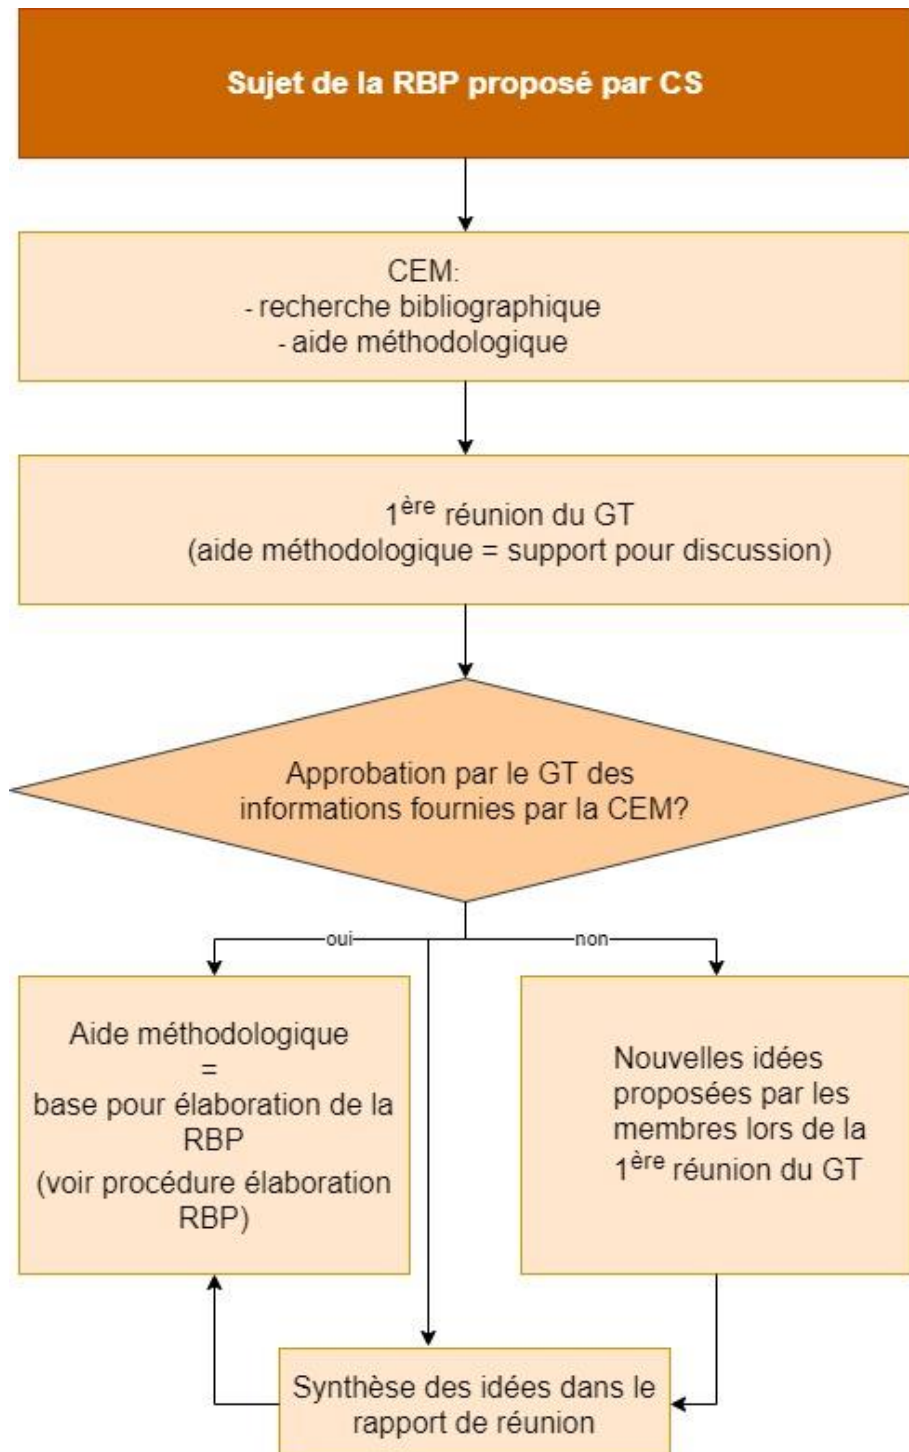 Sujet de la RBP proposé par CS
CEM:
- recherche bibliographique
- aide méthodologique
1ère réunion du GT
(aide méthodologique = support pour discussion)
Approbation par le GT des
informations fournies par la CEM?
oui
non
Aide méthodologique
=
base pour élaboration de la
RBP
(voir procédure élaboration
RBP)
Nouvelles idées
proposées par les
membres lors de la
1ère réunion du GT
Synthèse des idées dans le
rapport de réunion